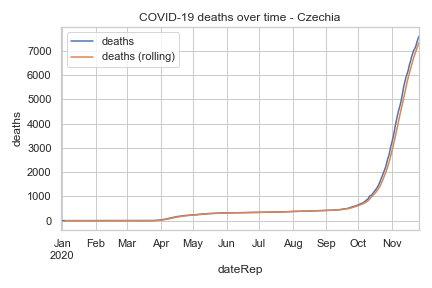 COVID-19 deaths over time - Czechia
deaths
deaths (rolling)
7000
6000
5000
4000
3000
2000
1000
0
deaths
Jan Feb Mar Apr May Jun Jul Aug Sep Oct Nov
2020
dateRep